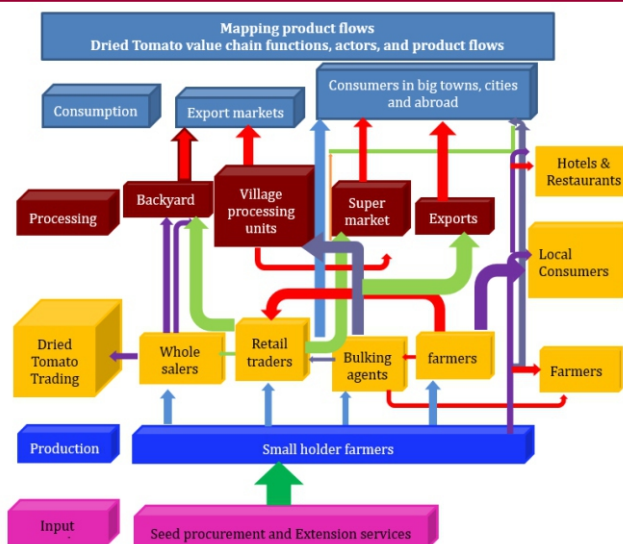 Mapping product flows
Dried Tomato value chain functions, actors, and product flows
Consumption
Export markets
Consumers in big towns, cities
and abroad
Hotels &
Restaurants
Processing
Backyard
Village
processing
units
Super
market
Exports
Local
Consumers
Dried
Tomato
Trading
Whole
salers
Retail
traders
Bulking
agents
farmers
Farmers
Production
Small holder farmers
Input
Seed procurement and Extension services